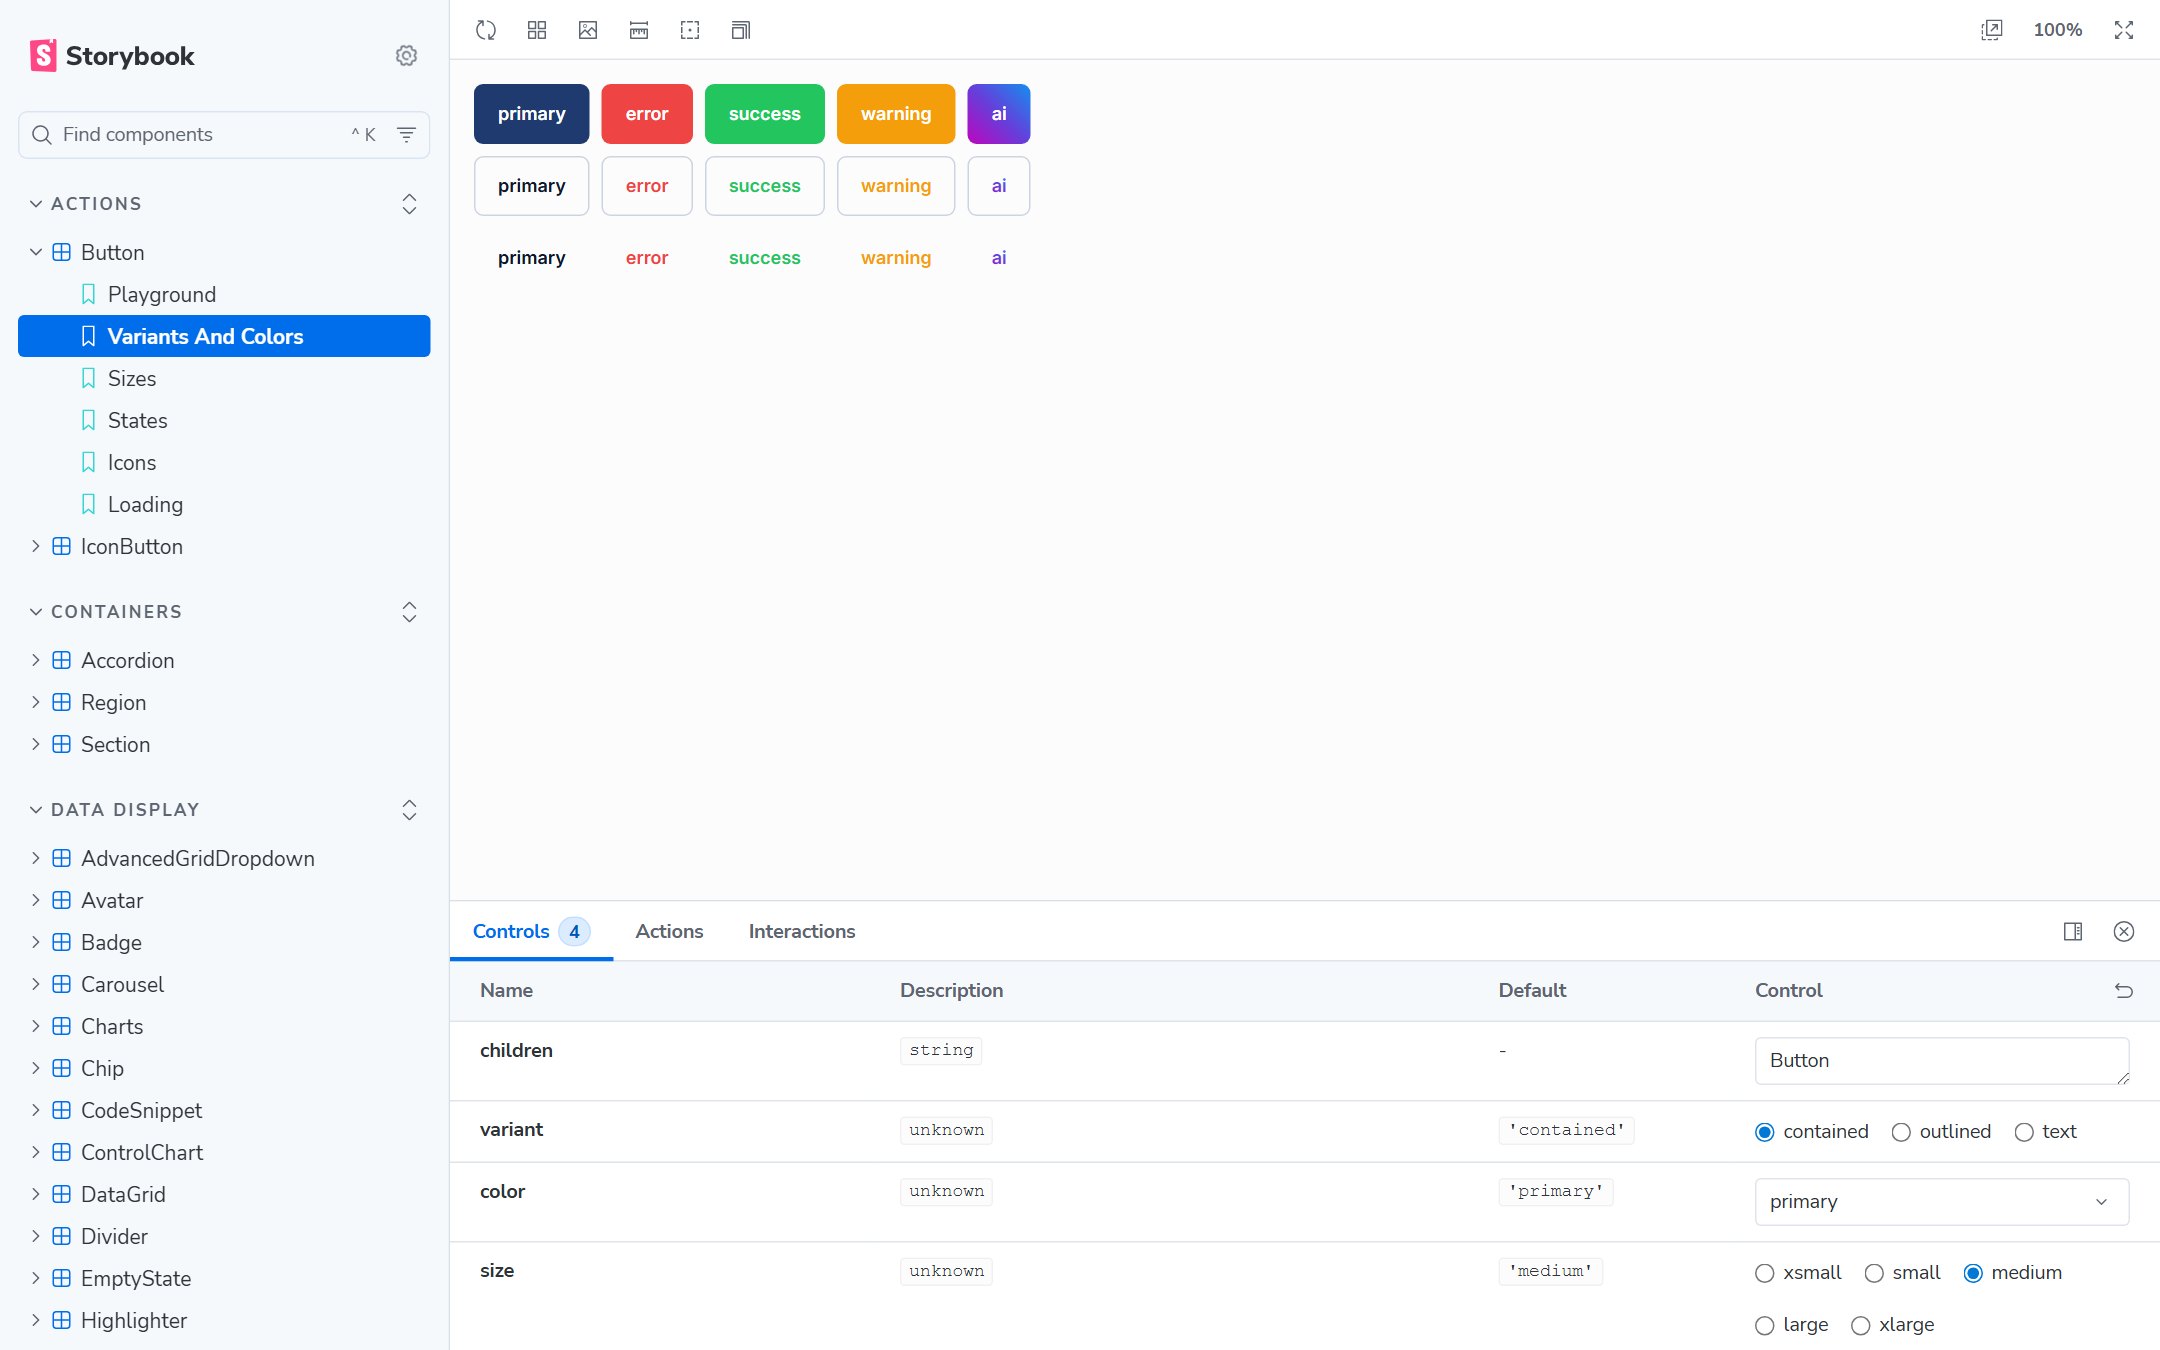 Storybook
Find components ^ K
ACTIONS
Button
Playground
Variants And Colors
Sizes
States
Icons
Loading
IconButton
CONTAINERS
Accordion
Region
Section
DATA DISPLAY
AdvancedGridDropdown
Avatar
Badge
Carousel
Charts
Chip
CodeSnippet
ControlChart
DataGrid
Divider
EmptyState
Highlighter
100%
primary error success warning ai
primary error success warning ai
primary error success warning ai
Controls 4 Actions Interactions
Name Description Default Control
children string - Button
variant unknown 'contained' contained outlined text
color unknown 'primary' primary
size unknown 'medium' xsmall small medium
large xlarge